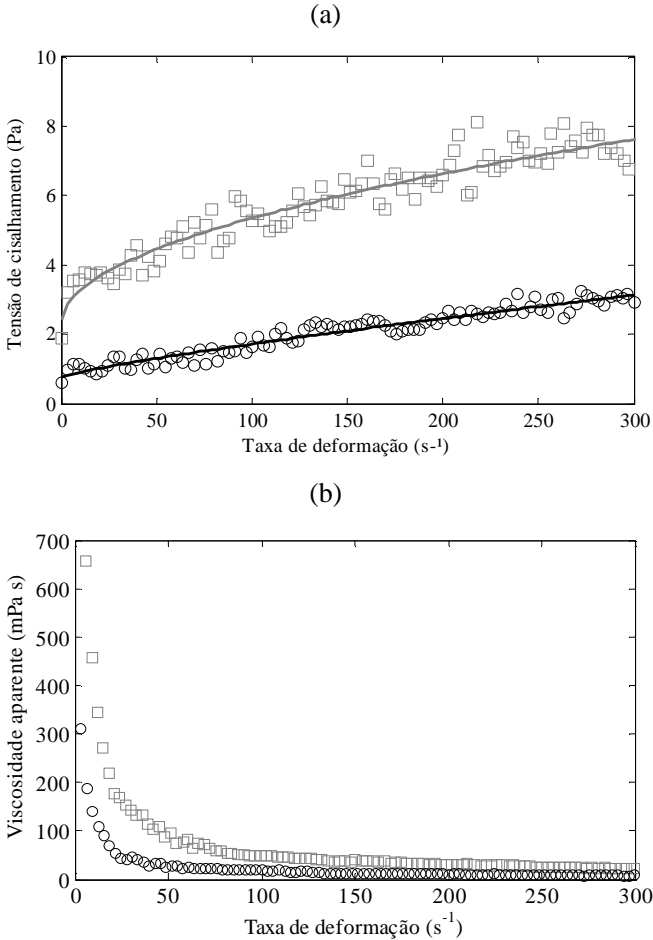 (a)
Tensão de cisalhamento (Pa)
10
8
6
4
2
0
0 50 100 150 200 250 300
Taxa de deformação (s-¹)
(b)
Viscosidade aparente (mPa s)
700
600
500
400
300
200
100
0
0 50 100 150 200 250 300
Taxa de deformação (s⁻¹)